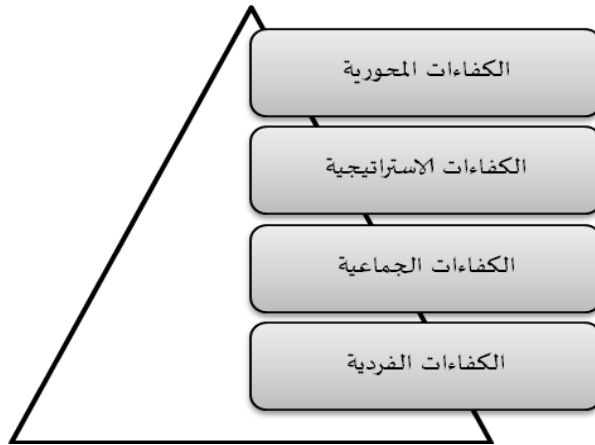 الكفاءات المحورية
الكفاءات الاستراتيجية
الكفاءات الجماعية
الكفاءات الفردية